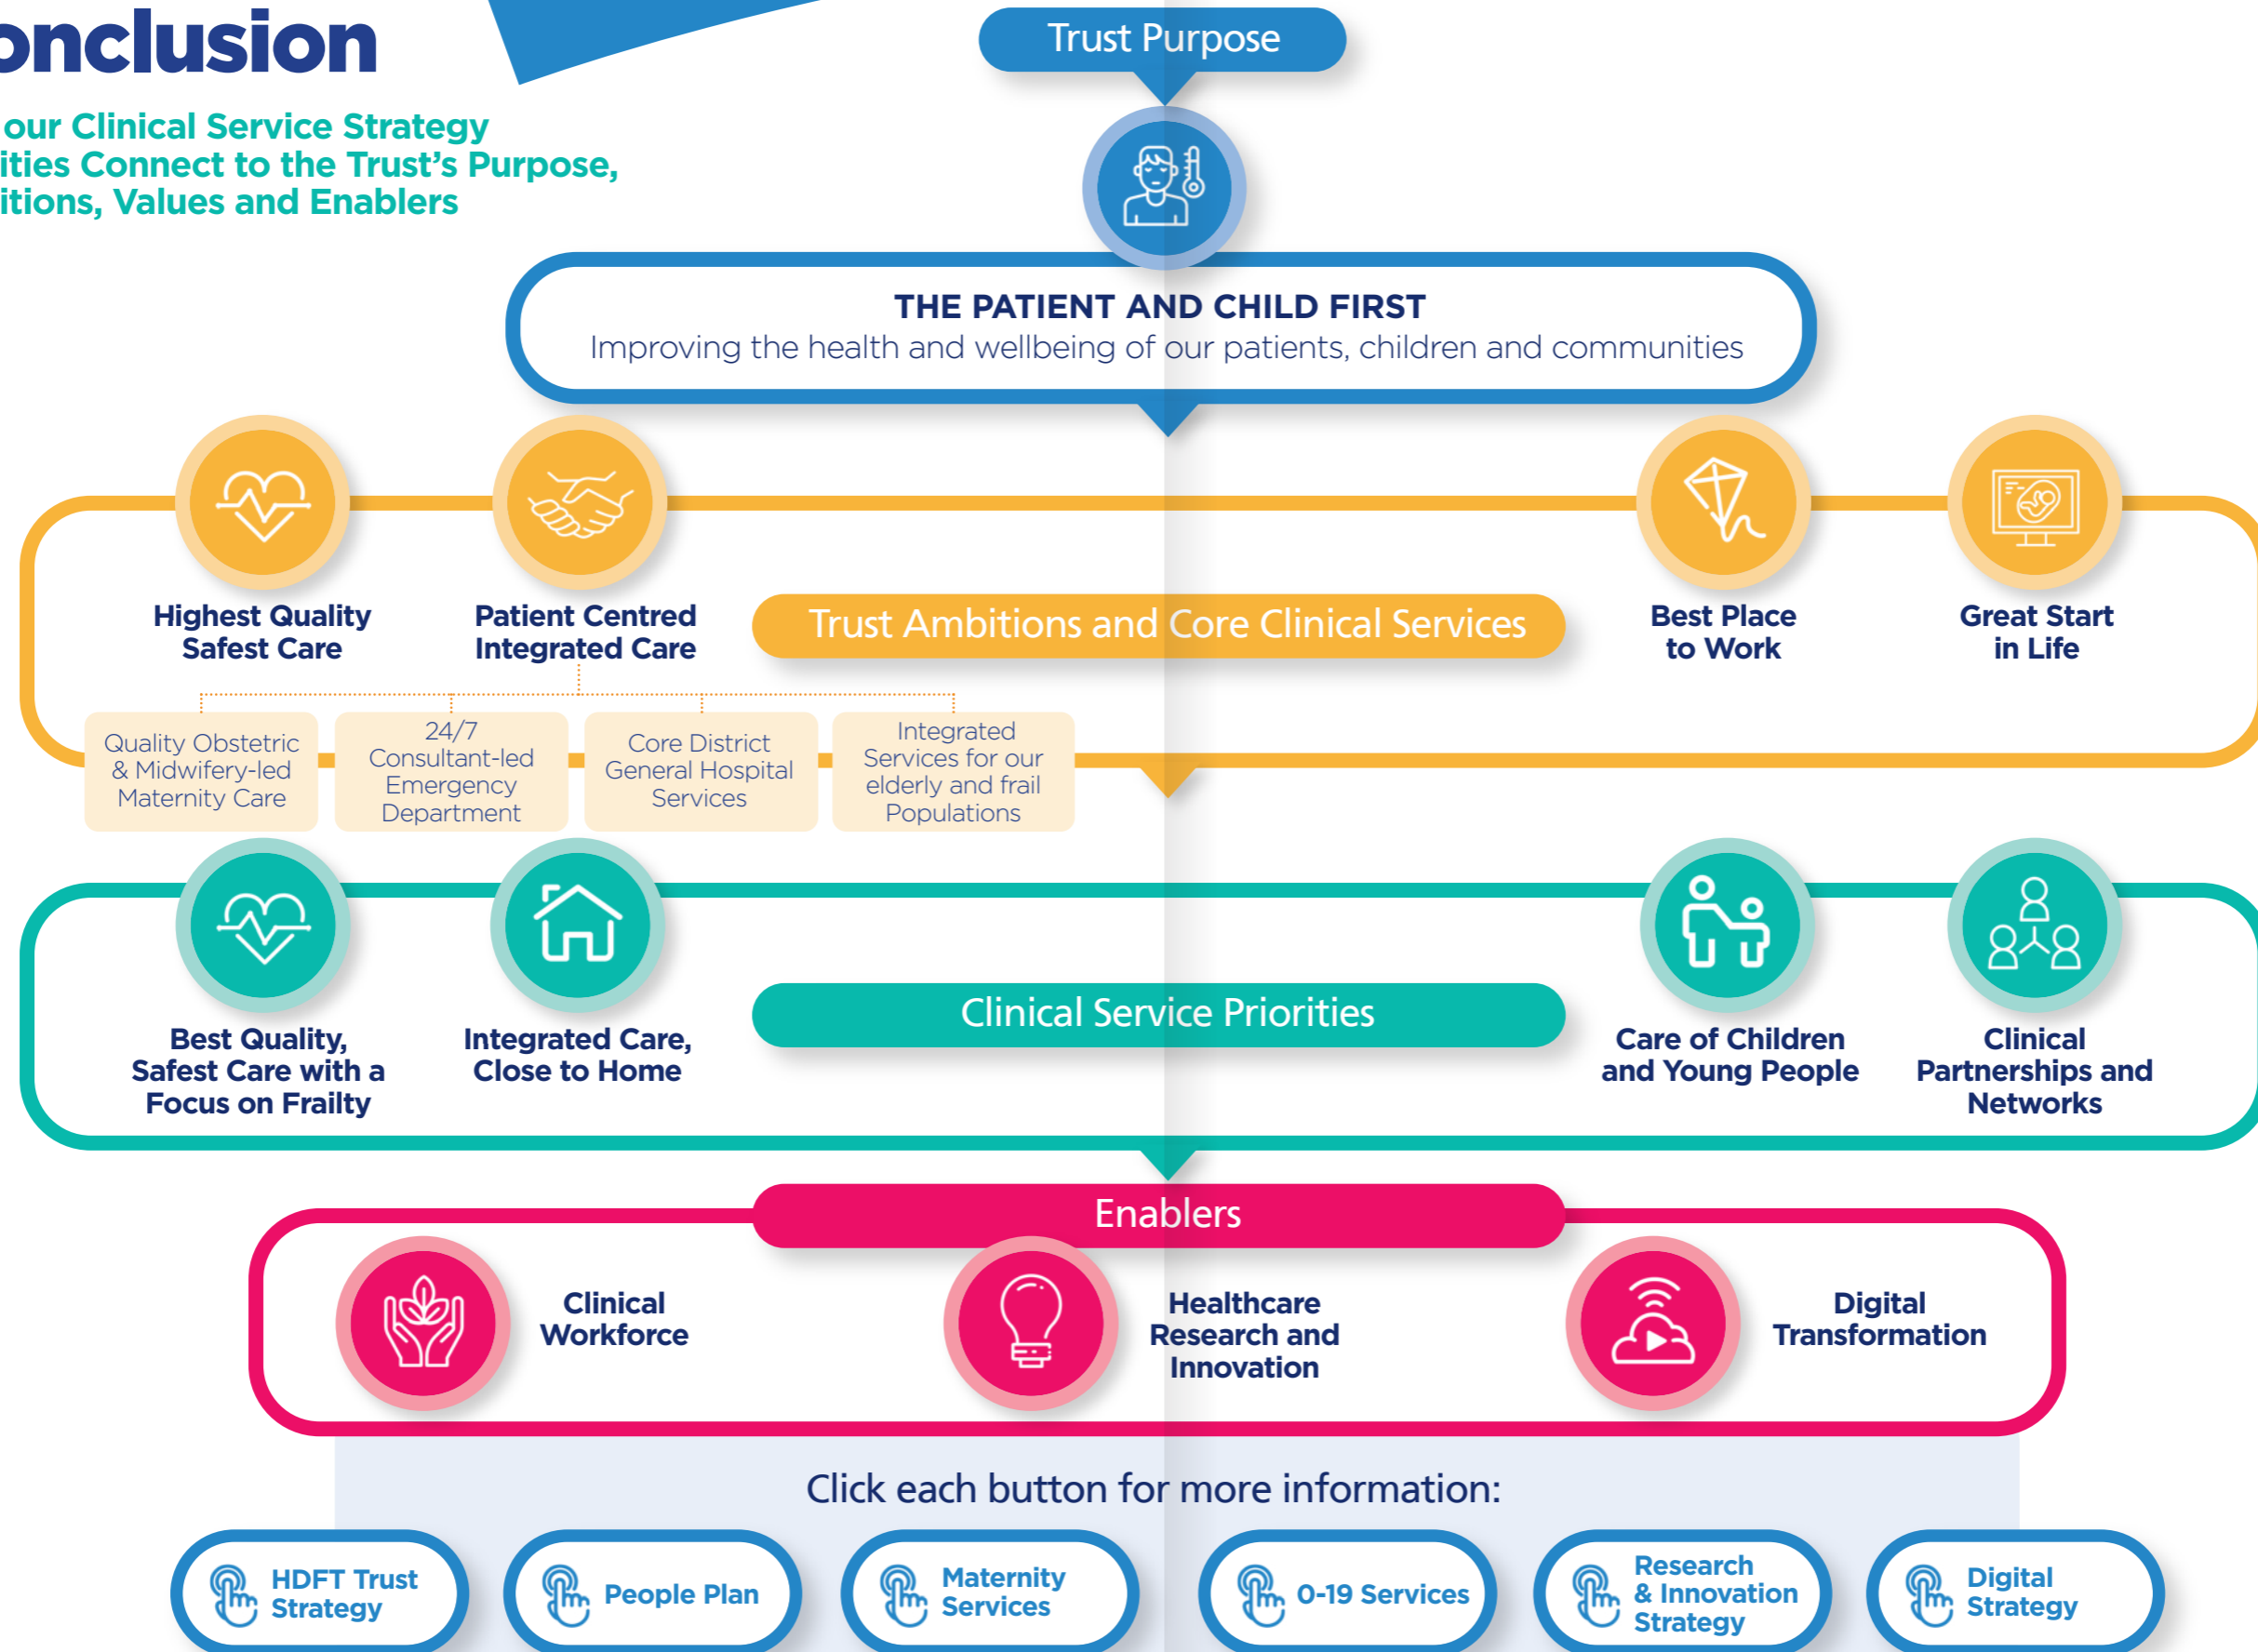 onclusion
our Clinical Service Strategy
ities Connect to the Trust's Purpose,
itions, Values and Enablers
Trust Purpose
THE PATIENT AND CHILD FIRST
Improving the health and wellbeing of our patients, children and communities
Highest Quality
Safest Care
Patient Centred
Integrated Care
Trust Ambitions and Core Clinical Services
Best Place
to Work
Great Start
in Life
Quality Obstetric
& Midwifery-led
Maternity Care
24/7
Consultant-led
Emergency
Department
Core District
General Hospital
Services
Integrated
Services for our
elderly and frail
Populations
Best Quality,
Safest Care with a
Focus on Frailty
Integrated Care,
Close to Home
Clinical Service Priorities
Care of Children
and Young People
Clinical
Partnerships and
Networks
Enablers
Clinical
Workforce
Healthcare
Research and
Innovation
Digital
Transformation
Click each button for more information:
HDFT Trust
Strategy
People Plan
Maternity
Services
0-19 Services
Research
& Innovation
Strategy
Digital
Strategy